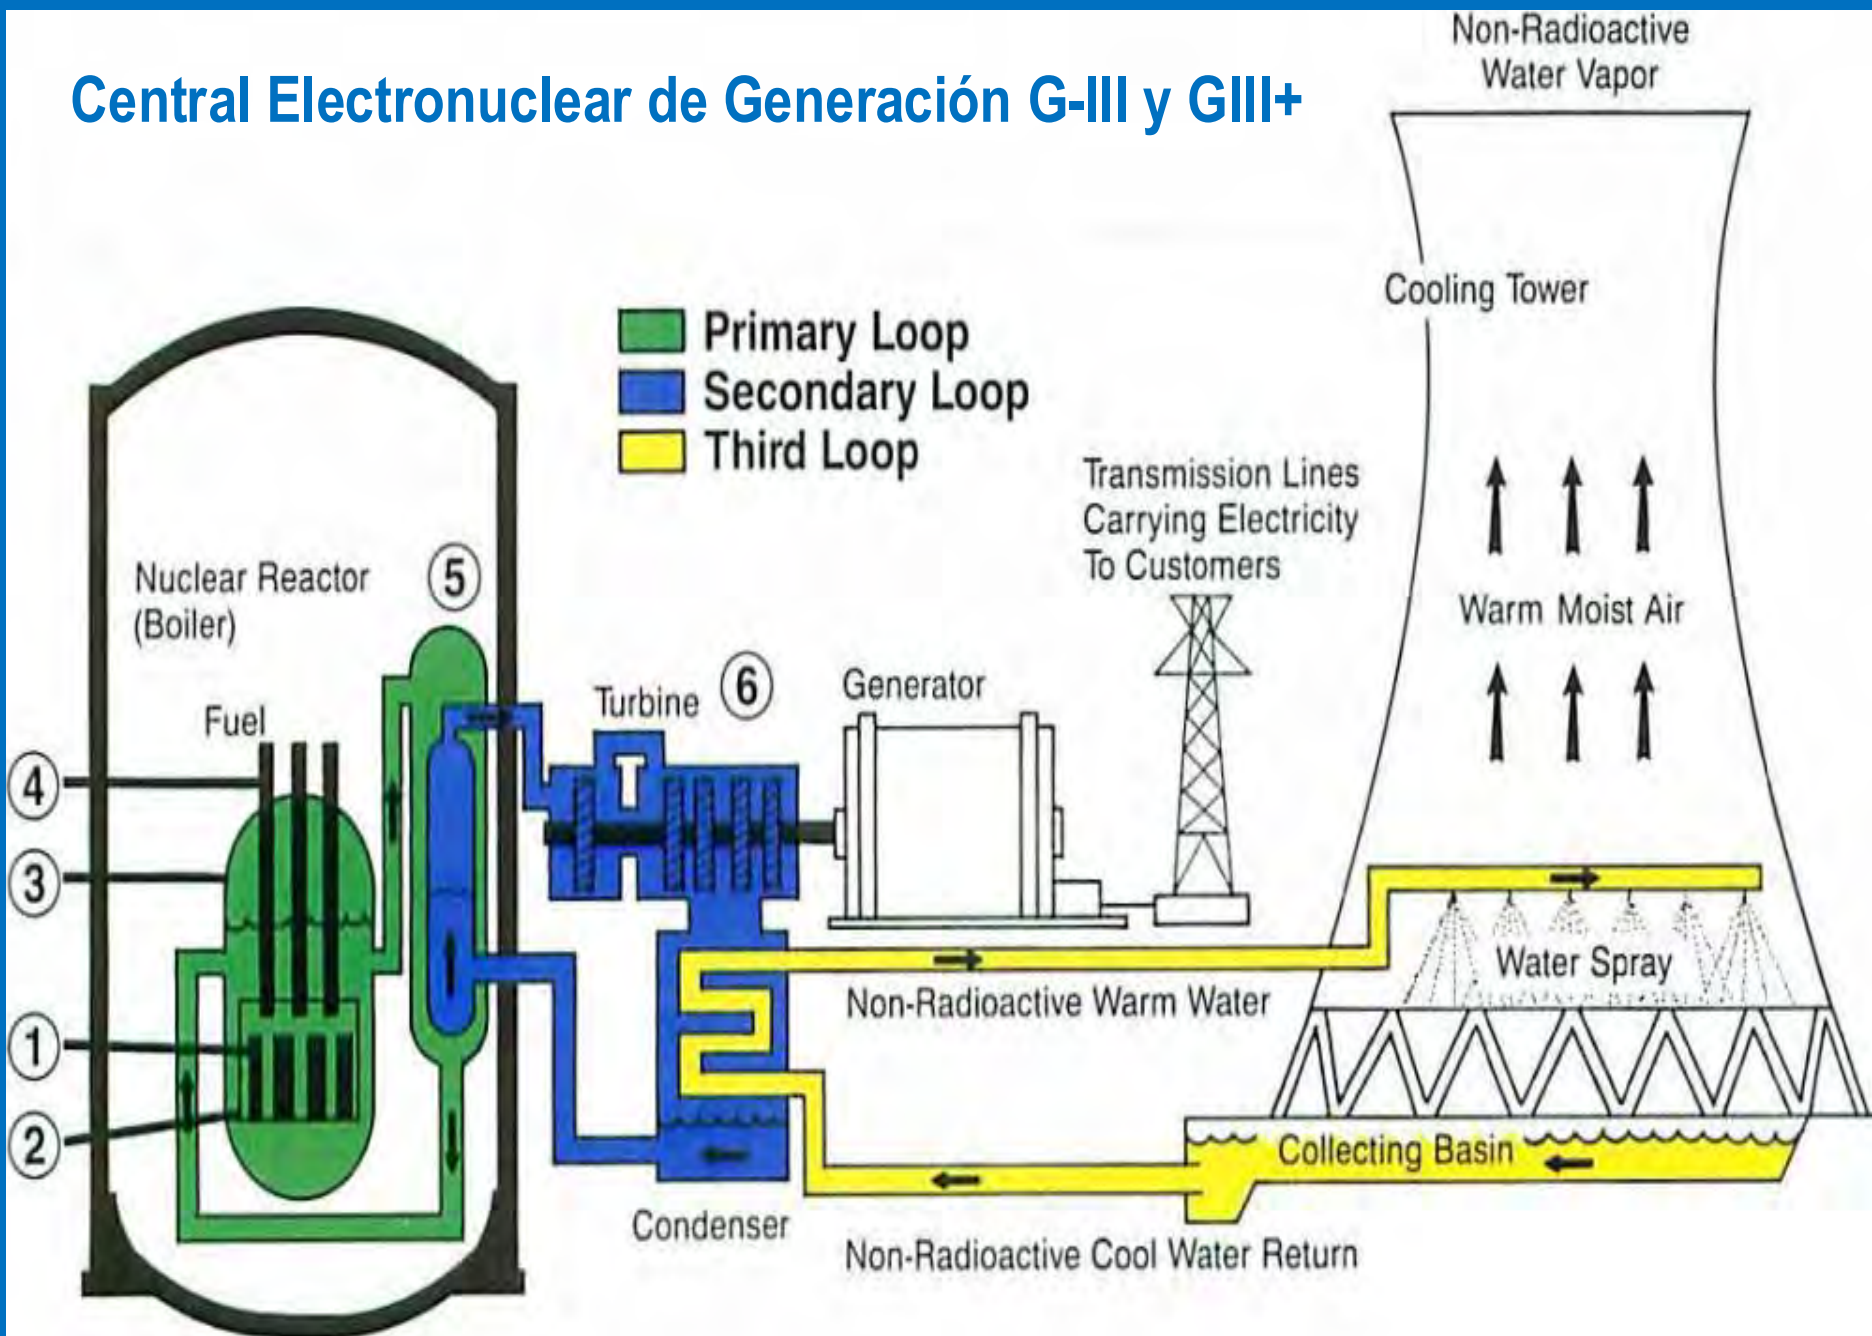 Non-Radioactive
Water Vapor
Central Electronuclear de Generación G-III y GIII+
Cooling Tower
Primary Loop
Secondary Loop
Third Loop
Transmission Lines
Carrying Electricity
To Customers
Nuclear Reactor
(Boiler)
5
Warm Moist Air
Turbine
6
Generator
Fuel
4
3
Water Spray
Non-Radioactive Warm Water
1
2
Collecting Basin
Condenser
Non-Radioactive Cool Water Return